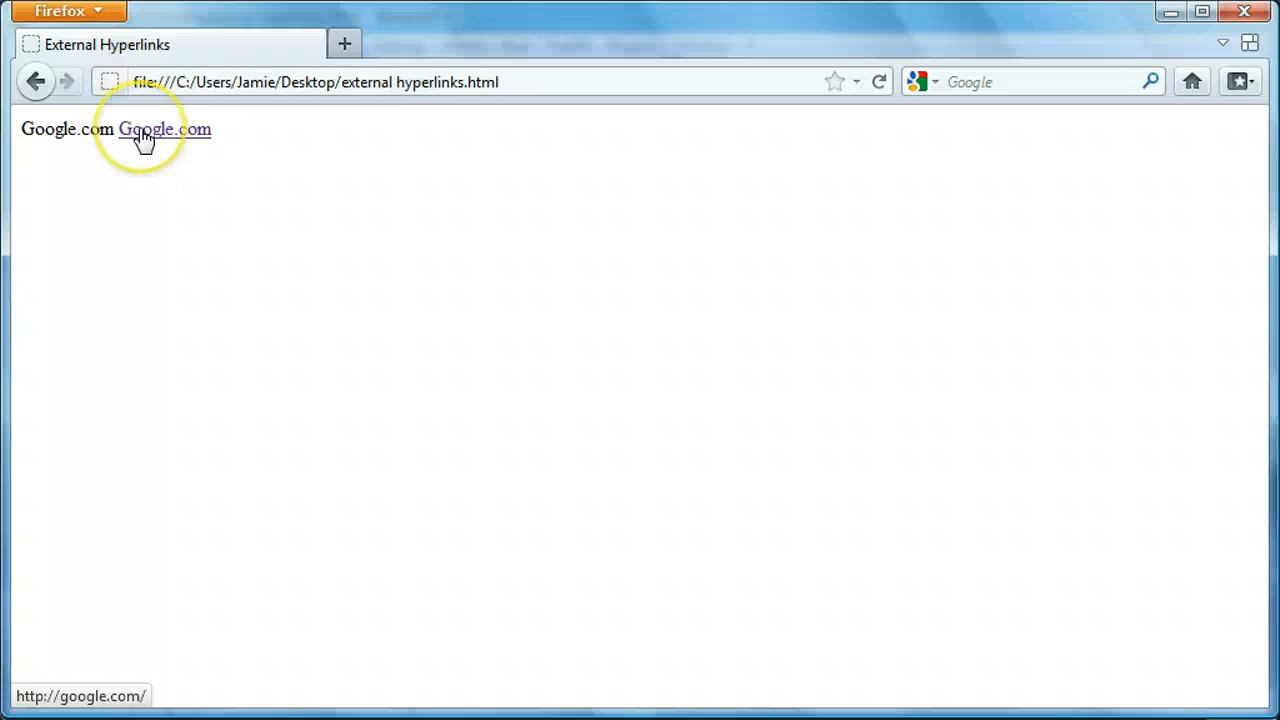 Firefox
External Hyperlinks
file:///C:/Users/Jamie/Desktop/external hyperlinks.html
Google
Google.com Google.com
http://google.com/